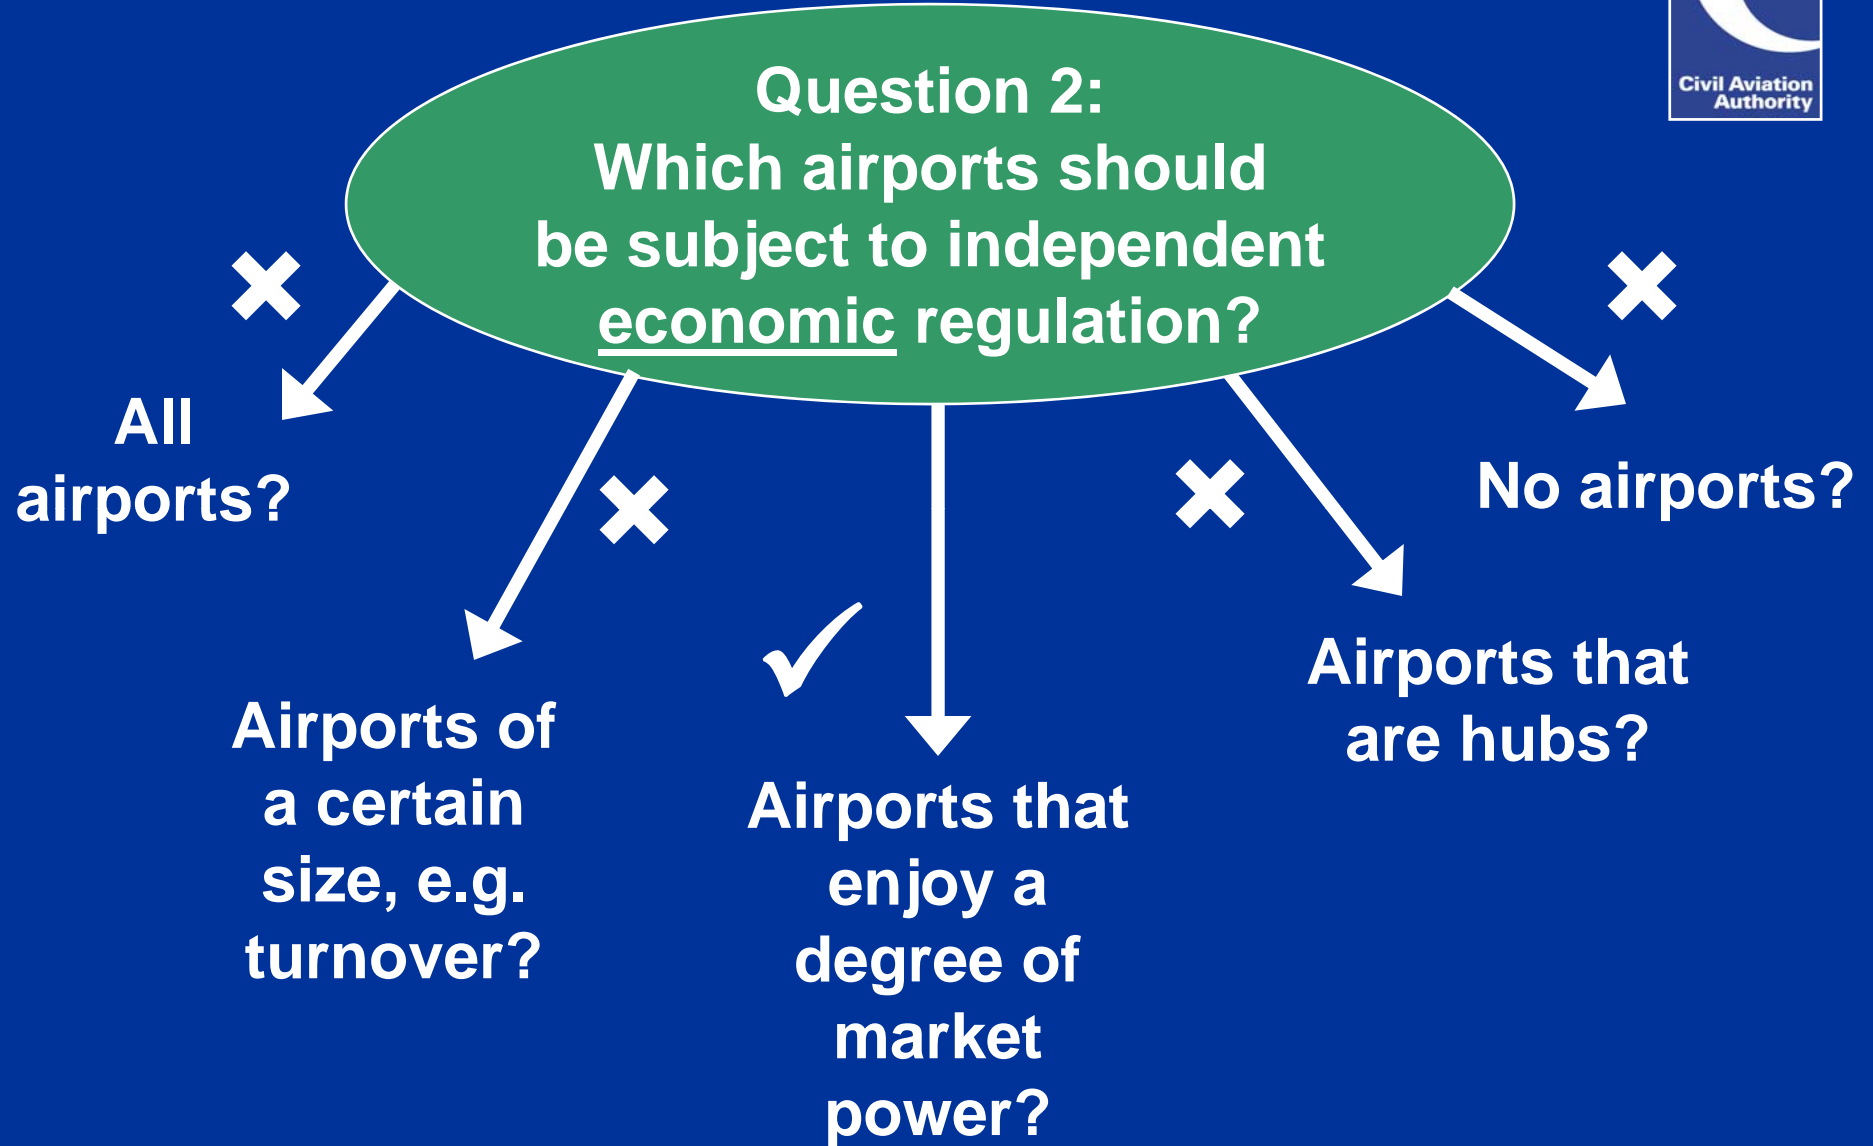 Civil Aviation
Authority
Question 2:
Which airports should
be subject to independent
economic regulation?
All
airports?
Airports of
a certain
size, e.g.
turnover?
Airports that
enjoy a
degree of
market
power?
Airports that
are hubs?
No airports?